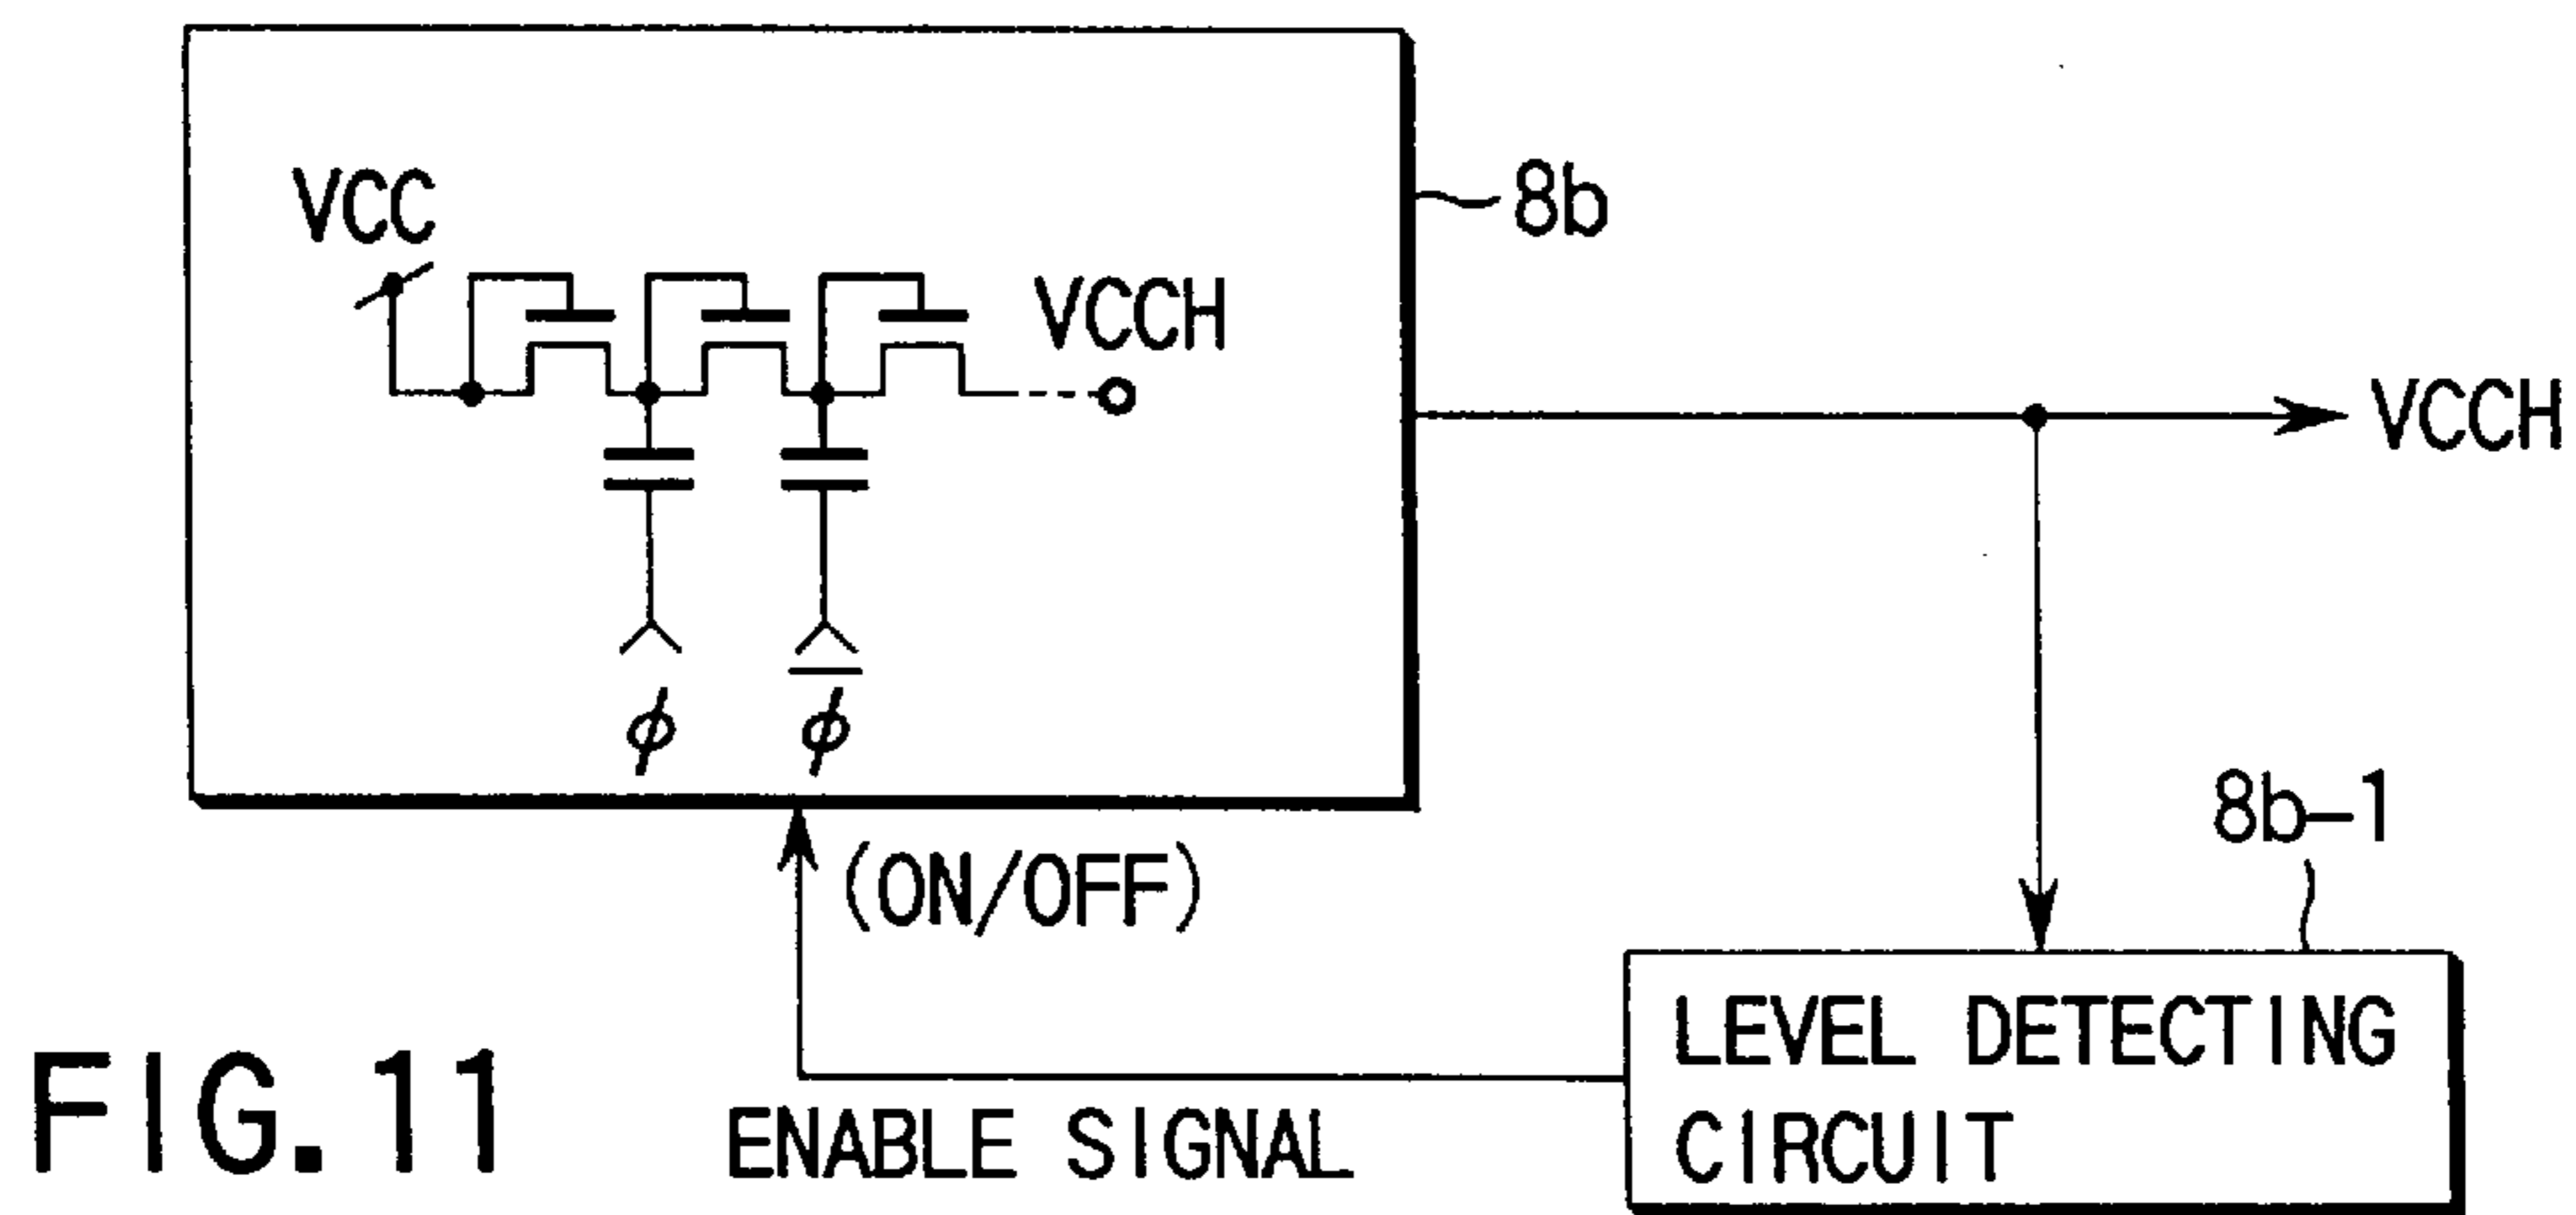 VCC
VCCH
8b
VCCH
ϕ
ϕ̅
(ON/OFF)
8b-1
LEVEL DETECTING
CIRCUIT
ENABLE SIGNAL
FIG.11